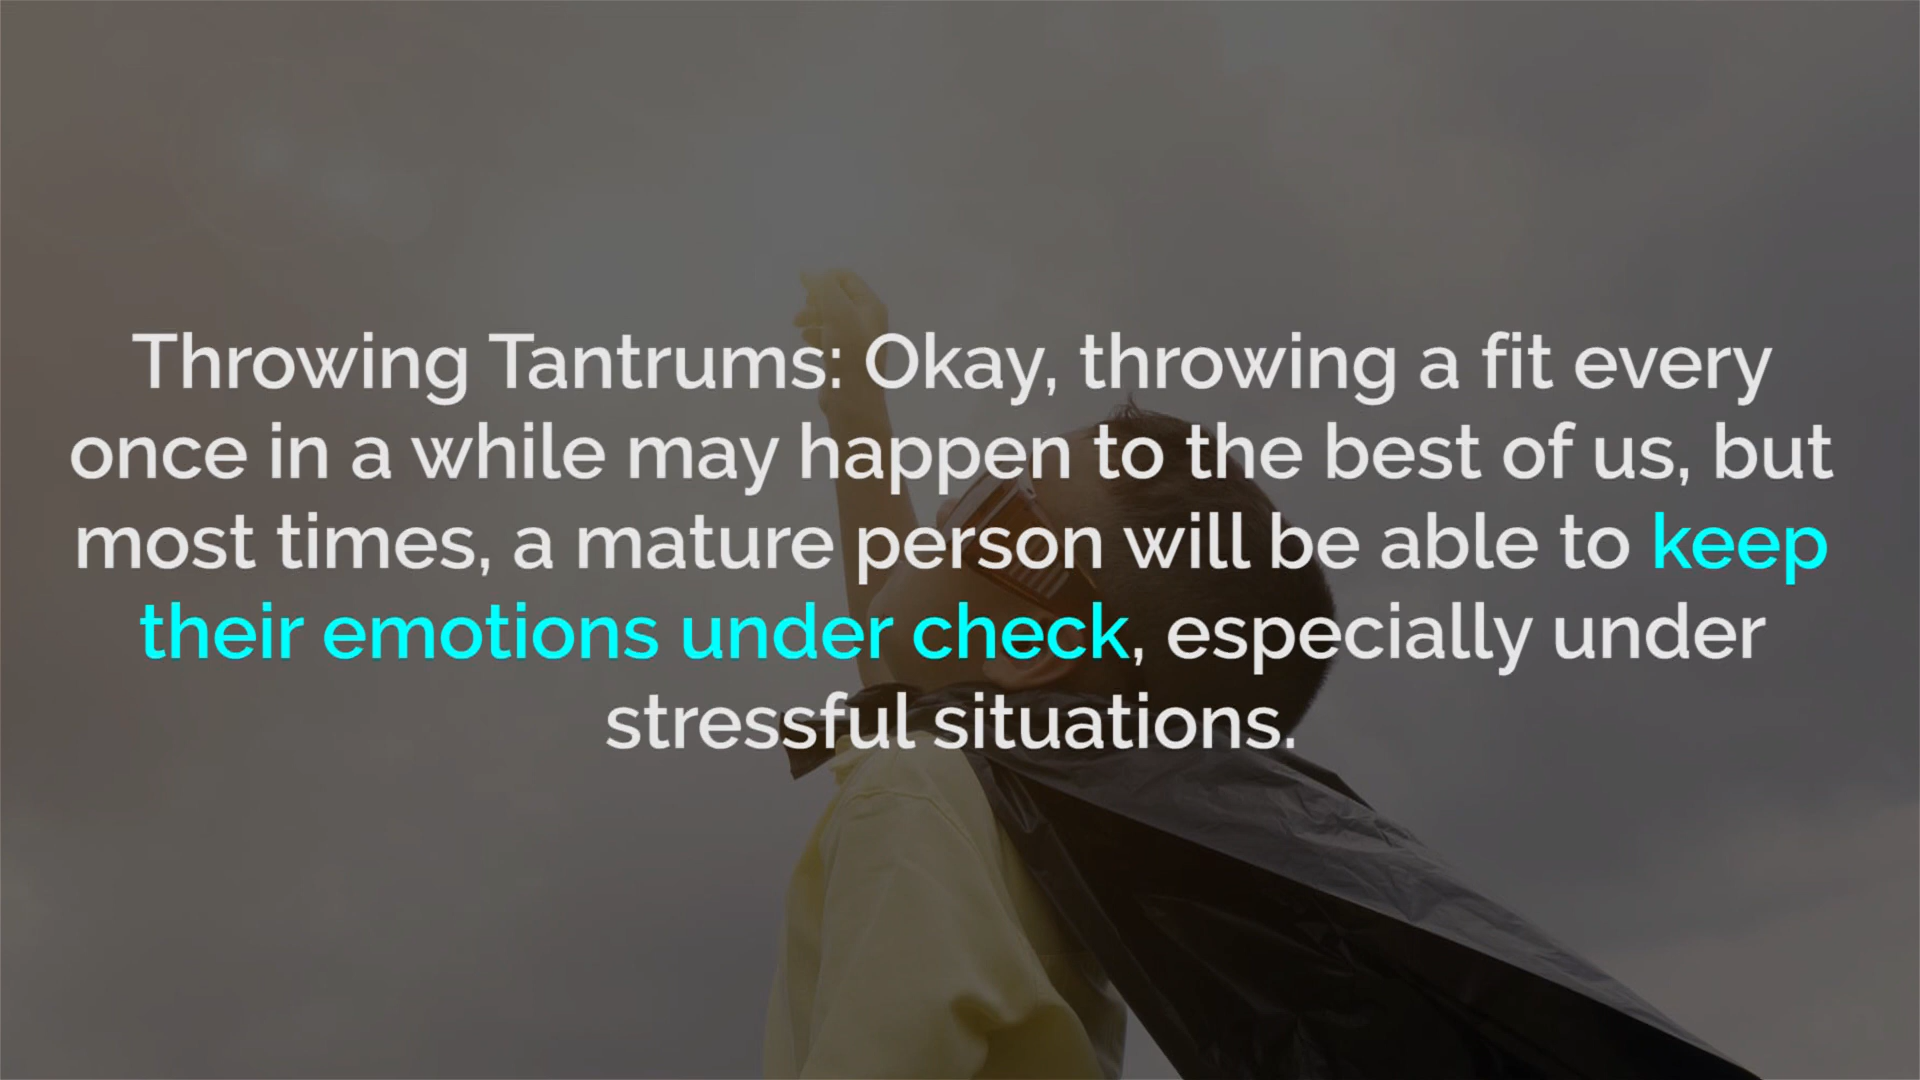 Throwing Tantrums: Okay, throwing a fit every
once in a while may happen to the best of us, but
most times, a mature person will be able to keep
their emotions under check, especially under
stressful situations.